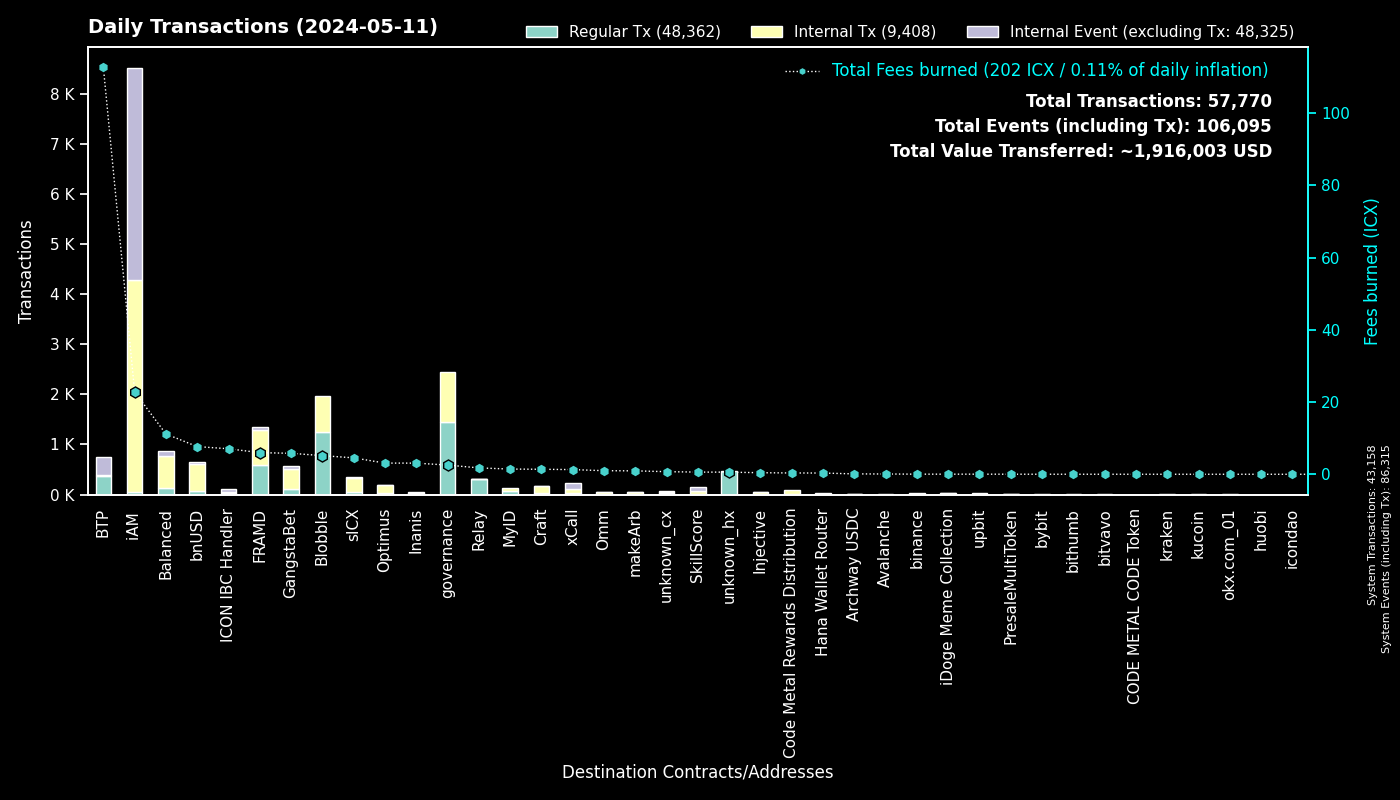 Daily Transactions (2024-05-11)
Regular Tx (48,362)
Internal Tx (9,408)
Internal Event (excluding Tx: 48,325)
Total Fees burned (202 ICX / 0.11% of daily inflation)
Total Transactions: 57,770
Total Events (including Tx): 106,095
Total Value Transferred: ~1,916,003 USD
Transactions
8 K
7 K
6 K
5 K
4 K
3 K
2 K
1 K
0 K
100
80
60
40
20
0
Fees burned (ICX)
BTP
iAM
Balanced
bnUSD
ICON IBC Handler
FRAMD
GangstaBet
Blobble
sICX
Optimus
Inanis
governance
Relay
MyID
Craft
xCall
Omm
makeArb
unknown_cx
SkillScore
unknown_hx
Injective
Code Metal Rewards Distribution
Hana Wallet Router
Archway USDC
Avalanche
binance
iDoge Meme Collection
upbit
PresaleMultiToken
bybit
bithumb
bitvavo
CODE METAL CODE Token
kraken
kucoin
okx.com_01
huobi
icondao
Destination Contracts/Addresses
System Transactions: 43,158
System Events (including Tx): 86,315